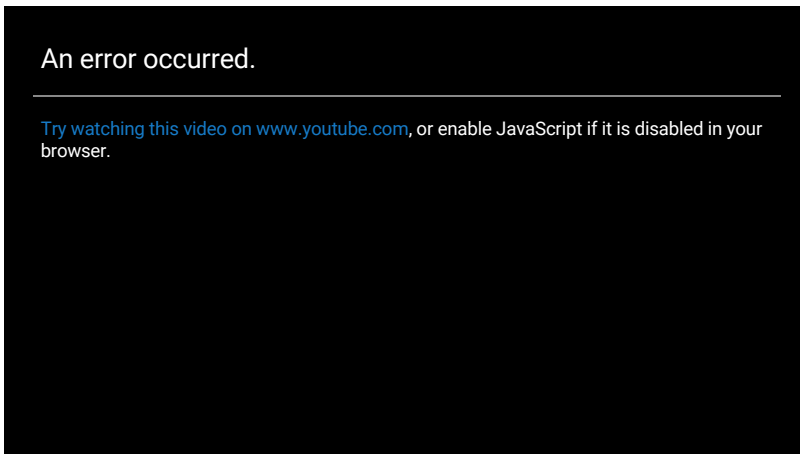 An error occurred.
Try watching this video on www.youtube.com, or enable JavaScript if it is disabled in your
browser.